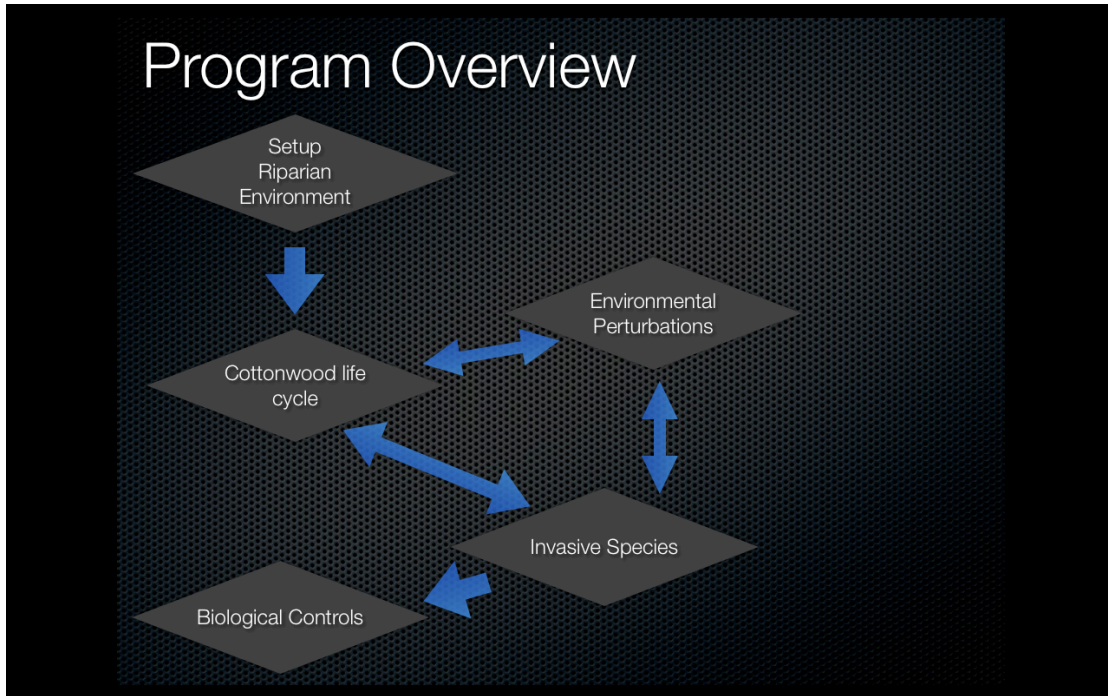 Program Overview
Setup
Riparian
Environment
Environmental
Perturbations
Cottonwood life
cycle
Invasive Species
Biological Controls